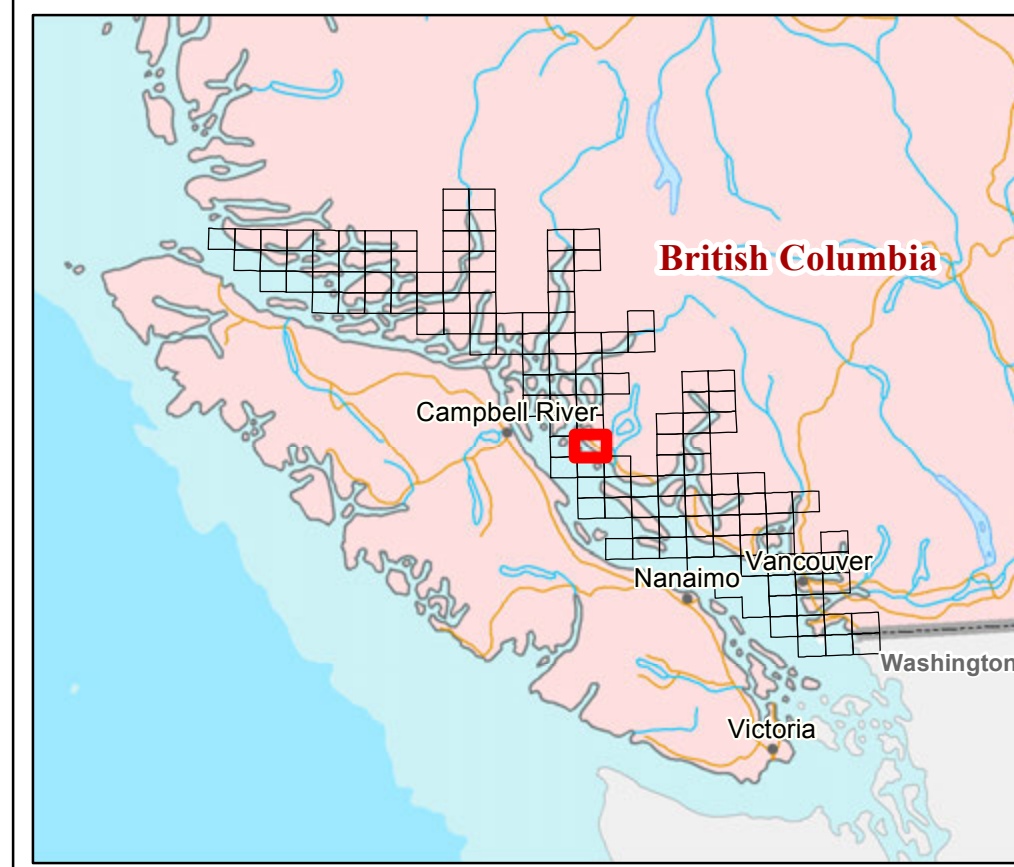 British Columbia
Campbell River
Vancouver
Nanaimo
Washington
Victoria